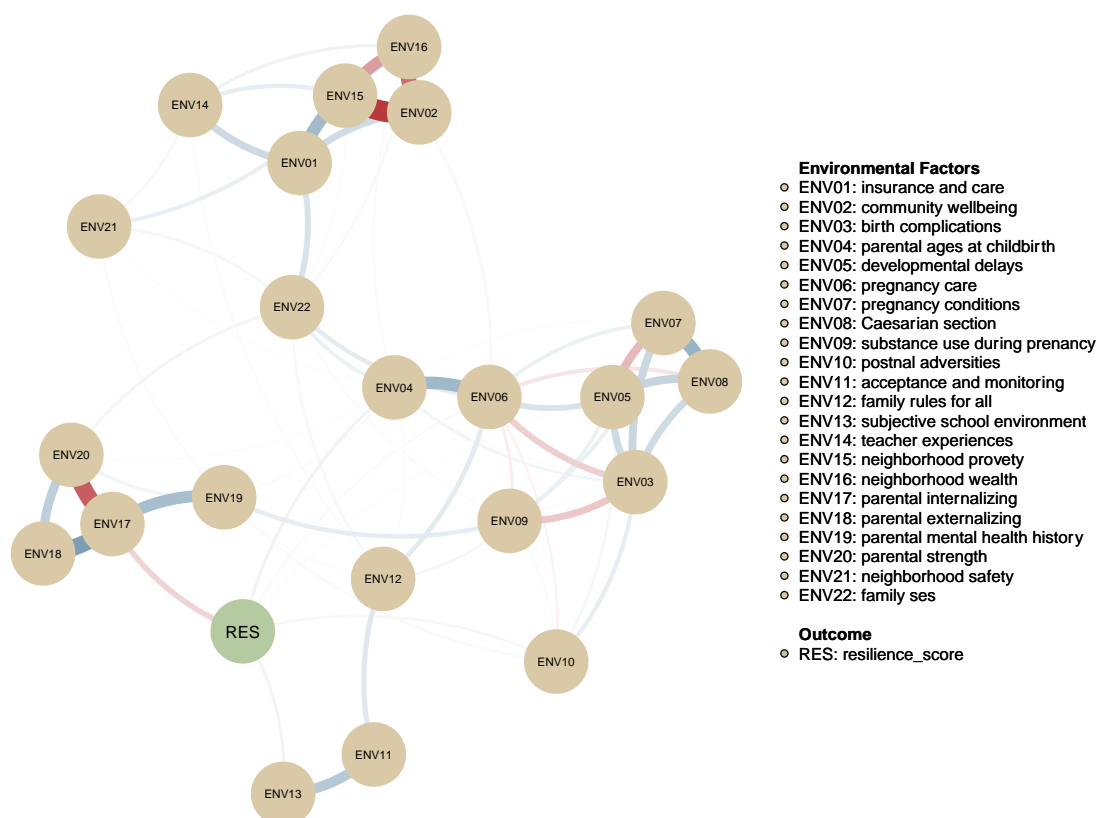 ENV16
ENV15
ENV14
ENV02
ENV01
ENV21
ENV22
ENV07
ENV08
ENV04
ENV06
ENV05
ENV20
ENV03
ENV19
ENV17
ENV09
ENV18
ENV12
RES
ENV10
ENV11
ENV13
Environmental Factors
ENV01: insurance and care
ENV02: community wellbeing
ENV03: birth complications
ENV04: parental ages at childbirth
ENV05: developmental delays
ENV06: pregnancy care
ENV07: pregnancy conditions
ENV08: Caesarian section
ENV09: substance use during prenancy
ENV10: postnal adversities
ENV11: acceptance and monitoring
ENV12: family rules for all
ENV13: subjective school environment
ENV14: teacher experiences
ENV15: neighborhood provety
ENV16: neighborhood wealth
ENV17: parental internalizing
ENV18: parental externalizing
ENV19: parental mental health history
ENV20: parental strength
ENV21: neighborhood safety
ENV22: family ses
Outcome
RES: resilience_score